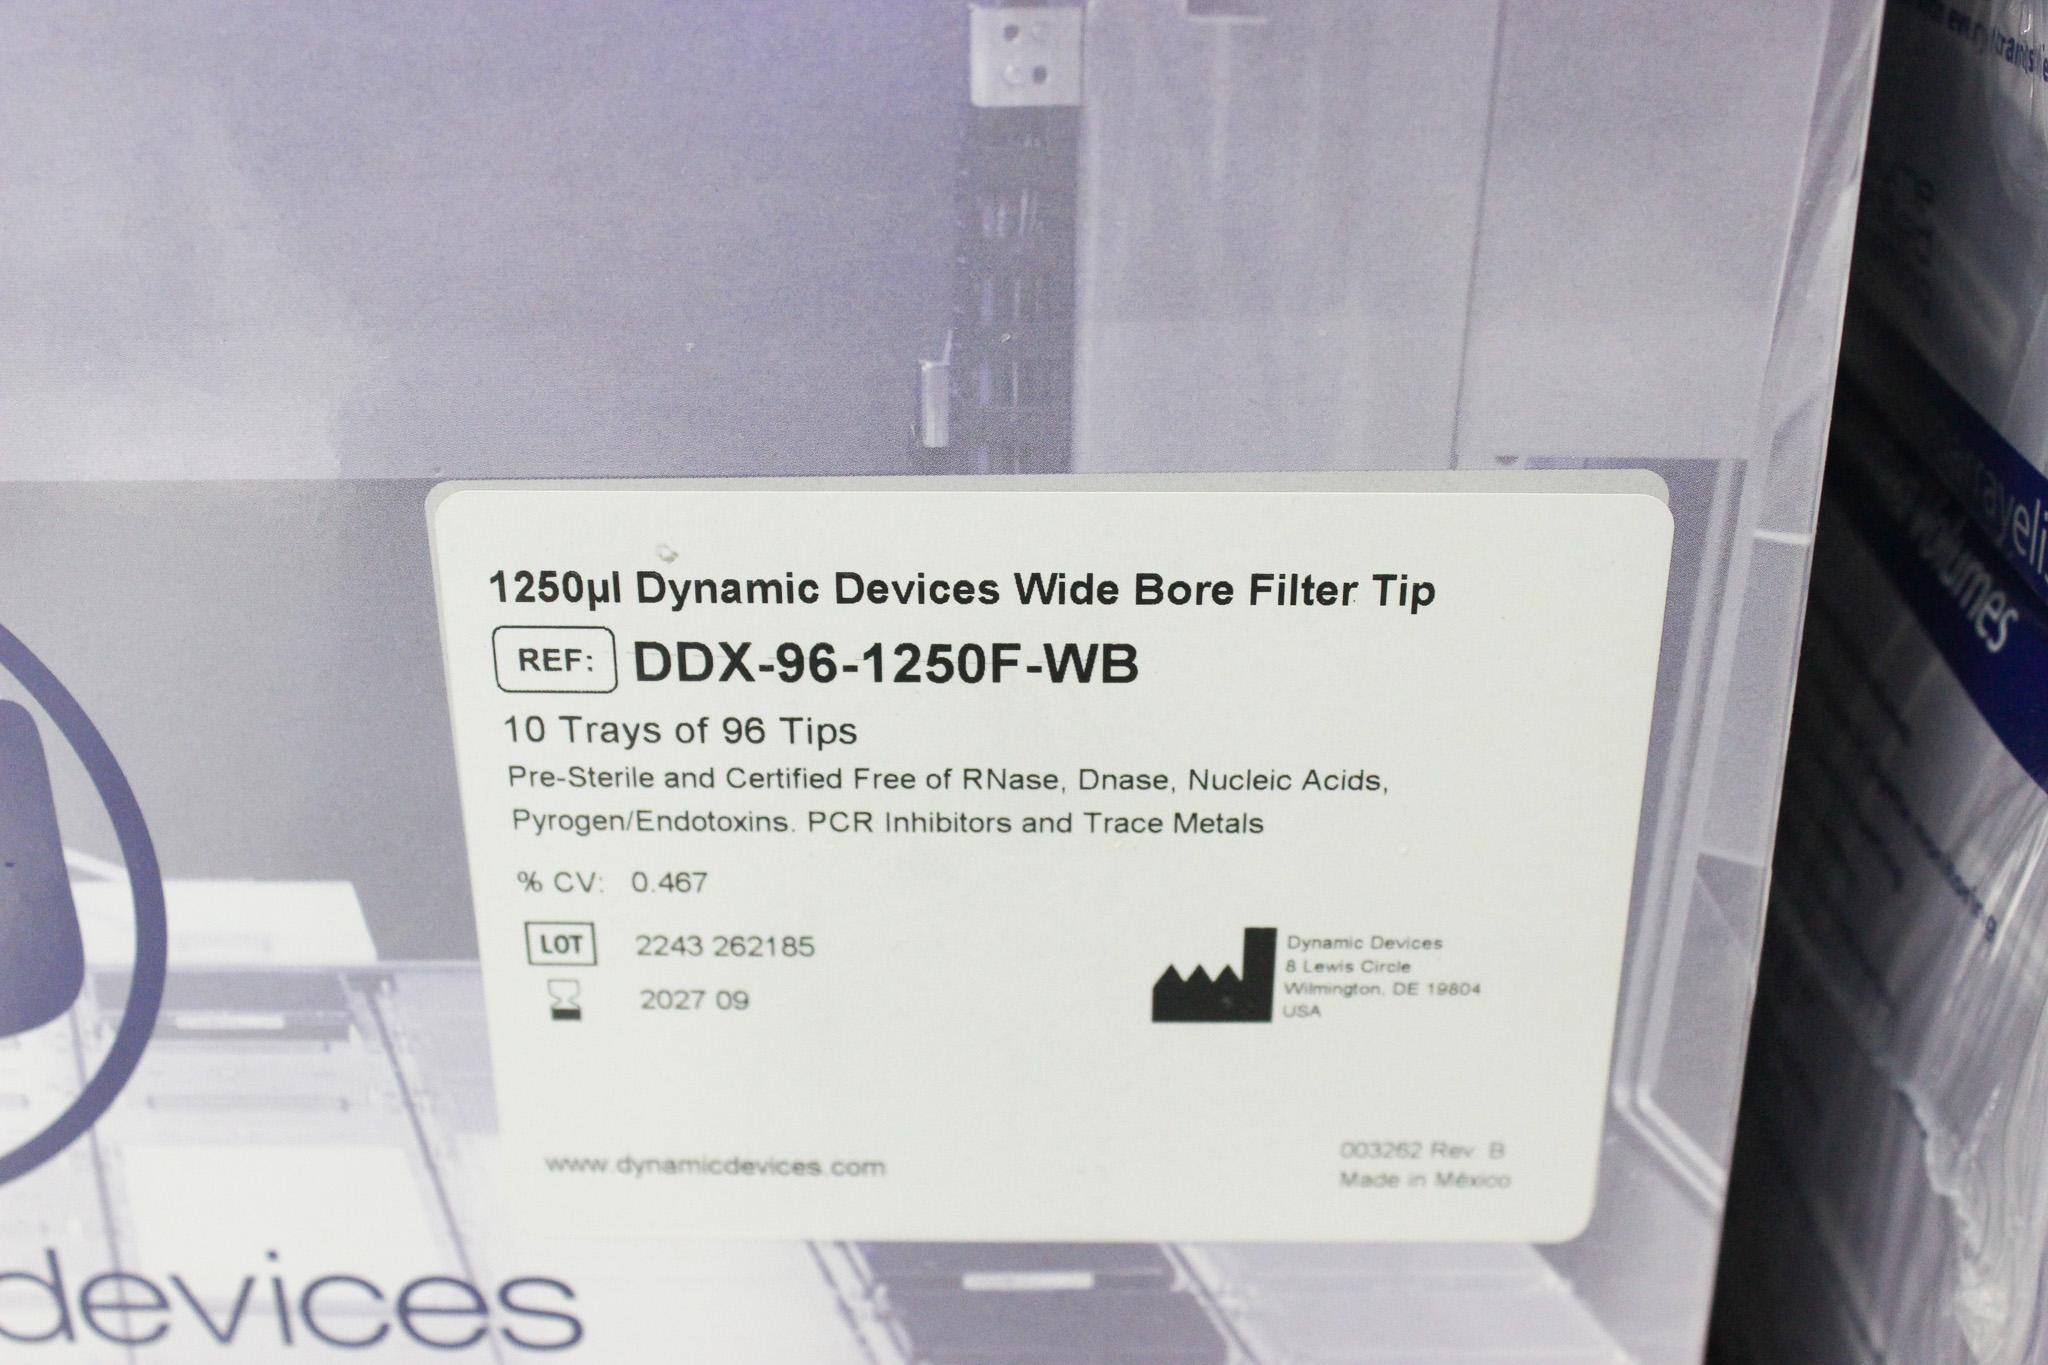 1250µl Dynamic Devices Wide Bore Filter Tip
REF: DDX-96-1250F-WB
10 Trays of 96 Tips
Pre-Sterile and Certified Free of RNase, Dnase, Nucleic Acids,
Pyrogen/Endotoxins. PCR Inhibitors and Trace Metals
% CV: 0.467
LOT 2243 262185
2027 09
Dynamic Devices
8 Lewis Circle
Wilmington, DE 19804
USA
www.dynamicdevices.com
003262 Rev B
Made in México
devices
volumes